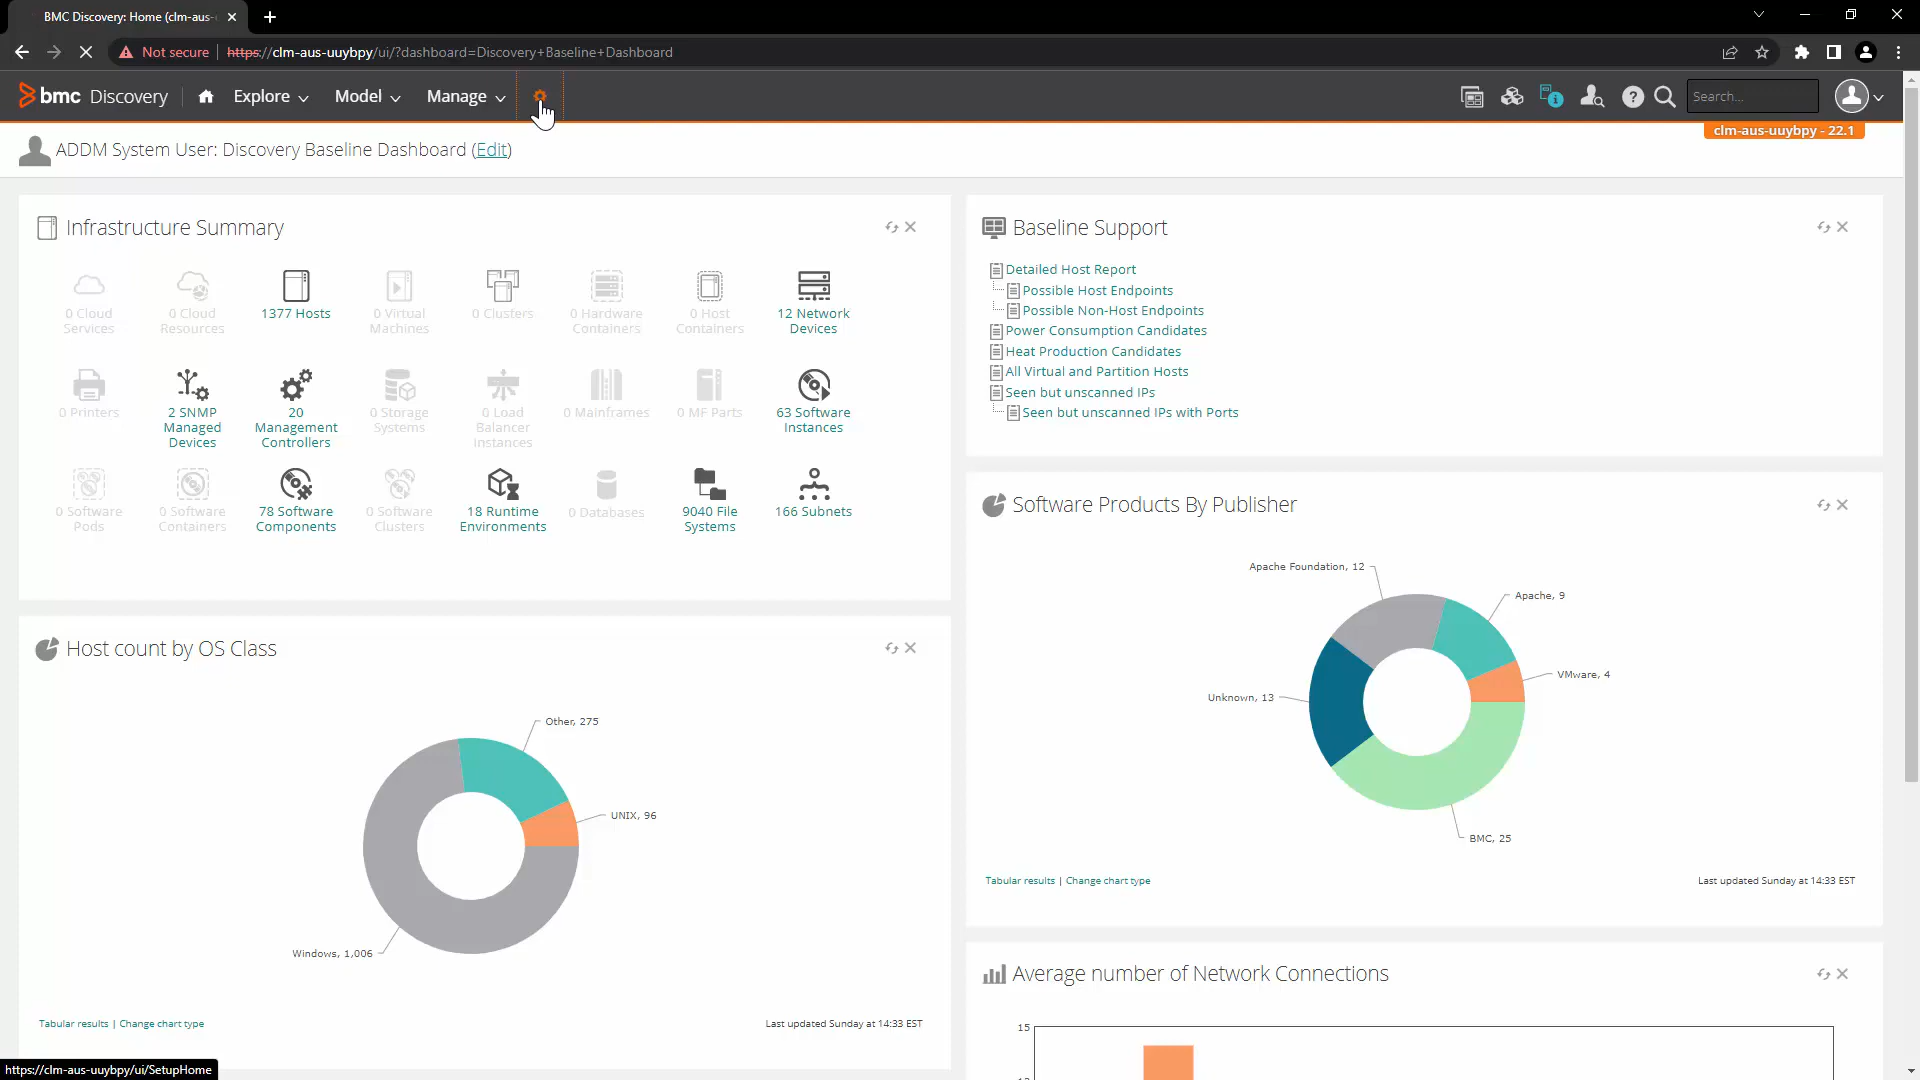 BMC Discovery: Home (clm-aus-
Not secure
https://clm-aus-uuybpy/ui/?dashboard=Discovery+Baseline+Dashboard
bmc Discovery
Explore
Model
Manage
Search...
clm-aus-uuybpy - 22.1
ADDM System User: Discovery Baseline Dashboard (Edit)
Infrastructure Summary
0 Cloud
Services
0 Cloud
Resources
1377 Hosts
0 Virtual
Machines
0 Clusters
0 Hardware
Containers
0 Host
Containers
12 Network
Devices
0 Printers
2 SNMP
Managed
Devices
20
Management
Controllers
0 Storage
Systems
0 Load
Balancer
Instances
0 Mainframes
0 MF Parts
63 Software
Instances
0 Software
Pods
0 Software
Containers
78 Software
Components
0 Software
Clusters
18 Runtime
Environments
0 Databases
9040 File
Systems
166 Subnets
Baseline Support
Detailed Host Report
Possible Host Endpoints
Possible Non-Host Endpoints
Power Consumption Candidates
Heat Production Candidates
All Virtual and Partition Hosts
Seen but unscanned IPs
Seen but unscanned IPs with Ports
Software Products By Publisher
Apache Foundation, 12
Apache, 9
VMware, 4
Unknown, 13
BMC, 25
Tabular results | Change chart type
Last updated Sunday at 14:33 EST
Host count by OS Class
Other, 275
UNIX, 96
Windows, 1,006
Tabular results | Change chart type
Last updated Sunday at 14:33 EST
Average number of Network Connections
15
https://clm-aus-uuybpy/ui/SetupHome